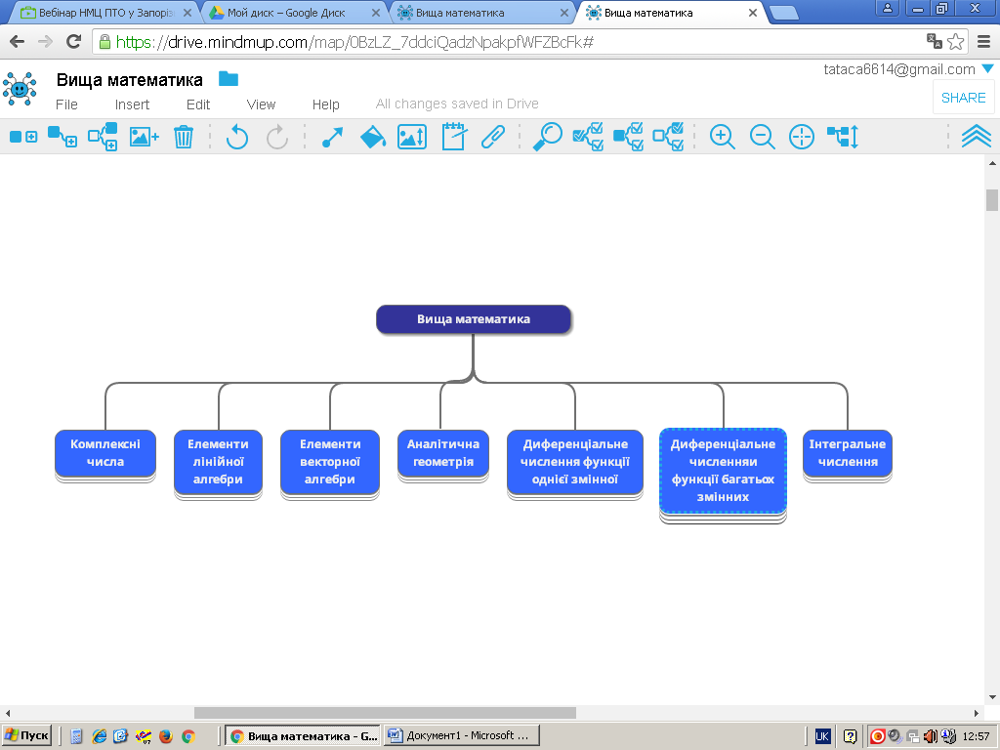 Вебінар НМЦ ПТО у Запоріз
Мой диск – Google Диск
Вища математика
Вища математика
https://drive.mindmup.com/map/0BzLZ_7ddciQadzNpakpfWFZBcFk#
Вища математика
tataca6614@gmail.com
File Insert Edit View Help All changes saved in Drive
SHARE
Вища математика
Комплексні
числа
Елементи
лінійної
алгебри
Елементи
векторної
алгебри
Аналітична
геометрія
Диференціальне
числення функції
однієї змінної
Диференціальне
численняи
функції багатьох
змінних
Інтегральне
числення
Пуск
Вища математика - G...
Документ1 - Microsoft ...
UK
12:57